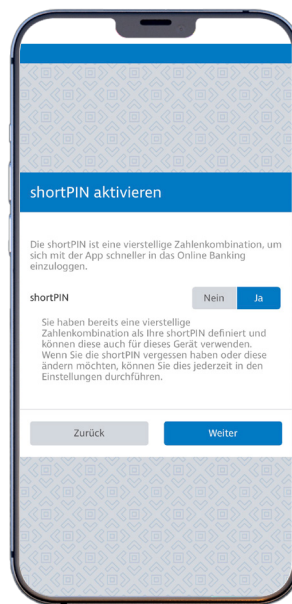 shortPIN aktivieren
Die shortPIN ist eine vierstellige Zahlenkombination, um
sich mit der App schneller in das Online Banking
einzuloggen.
shortPIN Nein Ja
Sie haben bereits eine vierstellige
Zahlenkombination als Ihre shortPIN definiert und
können diese auch für dieses Gerät verwenden.
Wenn Sie die shortPIN vergessen haben oder diese
ändern möchten, können Sie dies jederzeit in den
Einstellungen durchführen.
Zurück Weiter